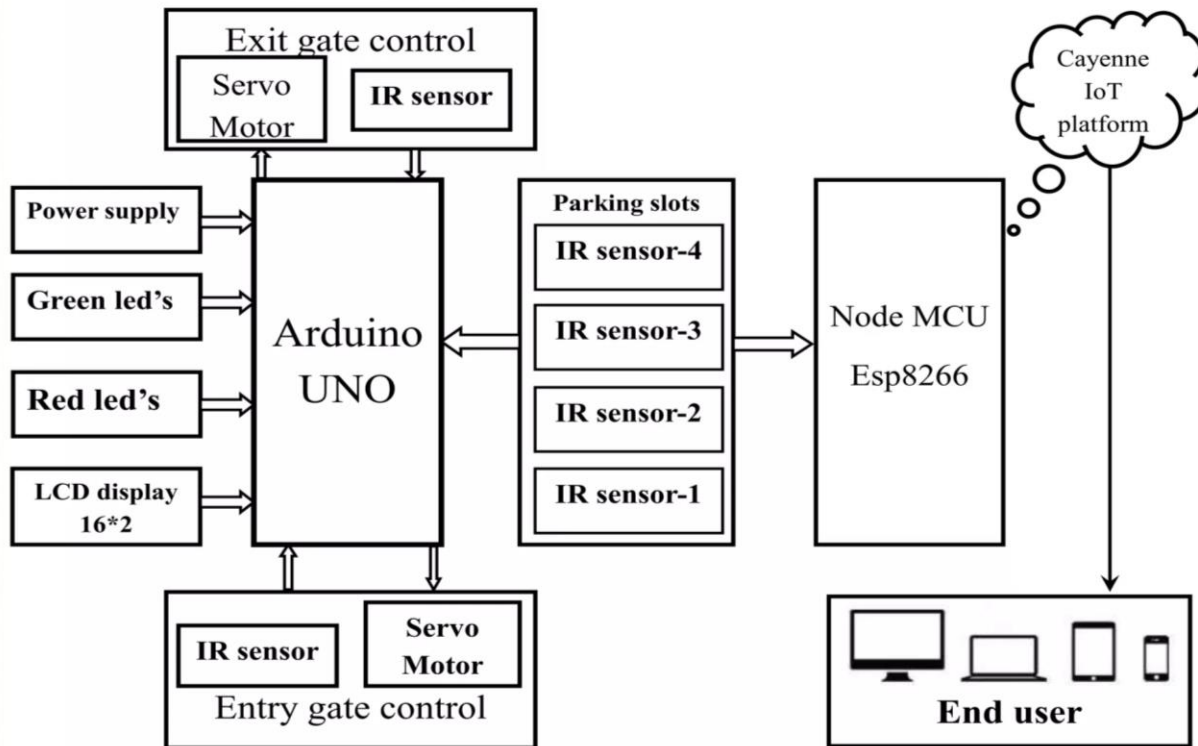 Exit gate control
Servo
Motor
IR sensor
Cayenne
IoT
platform
Power supply
Green led’s
Red led’s
LCD display
16*2
Arduino
UNO
Parking slots
IR sensor-4
IR sensor-3
IR sensor-2
IR sensor-1
Node MCU
Esp8266
IR sensor
Servo
Motor
Entry gate control
End user